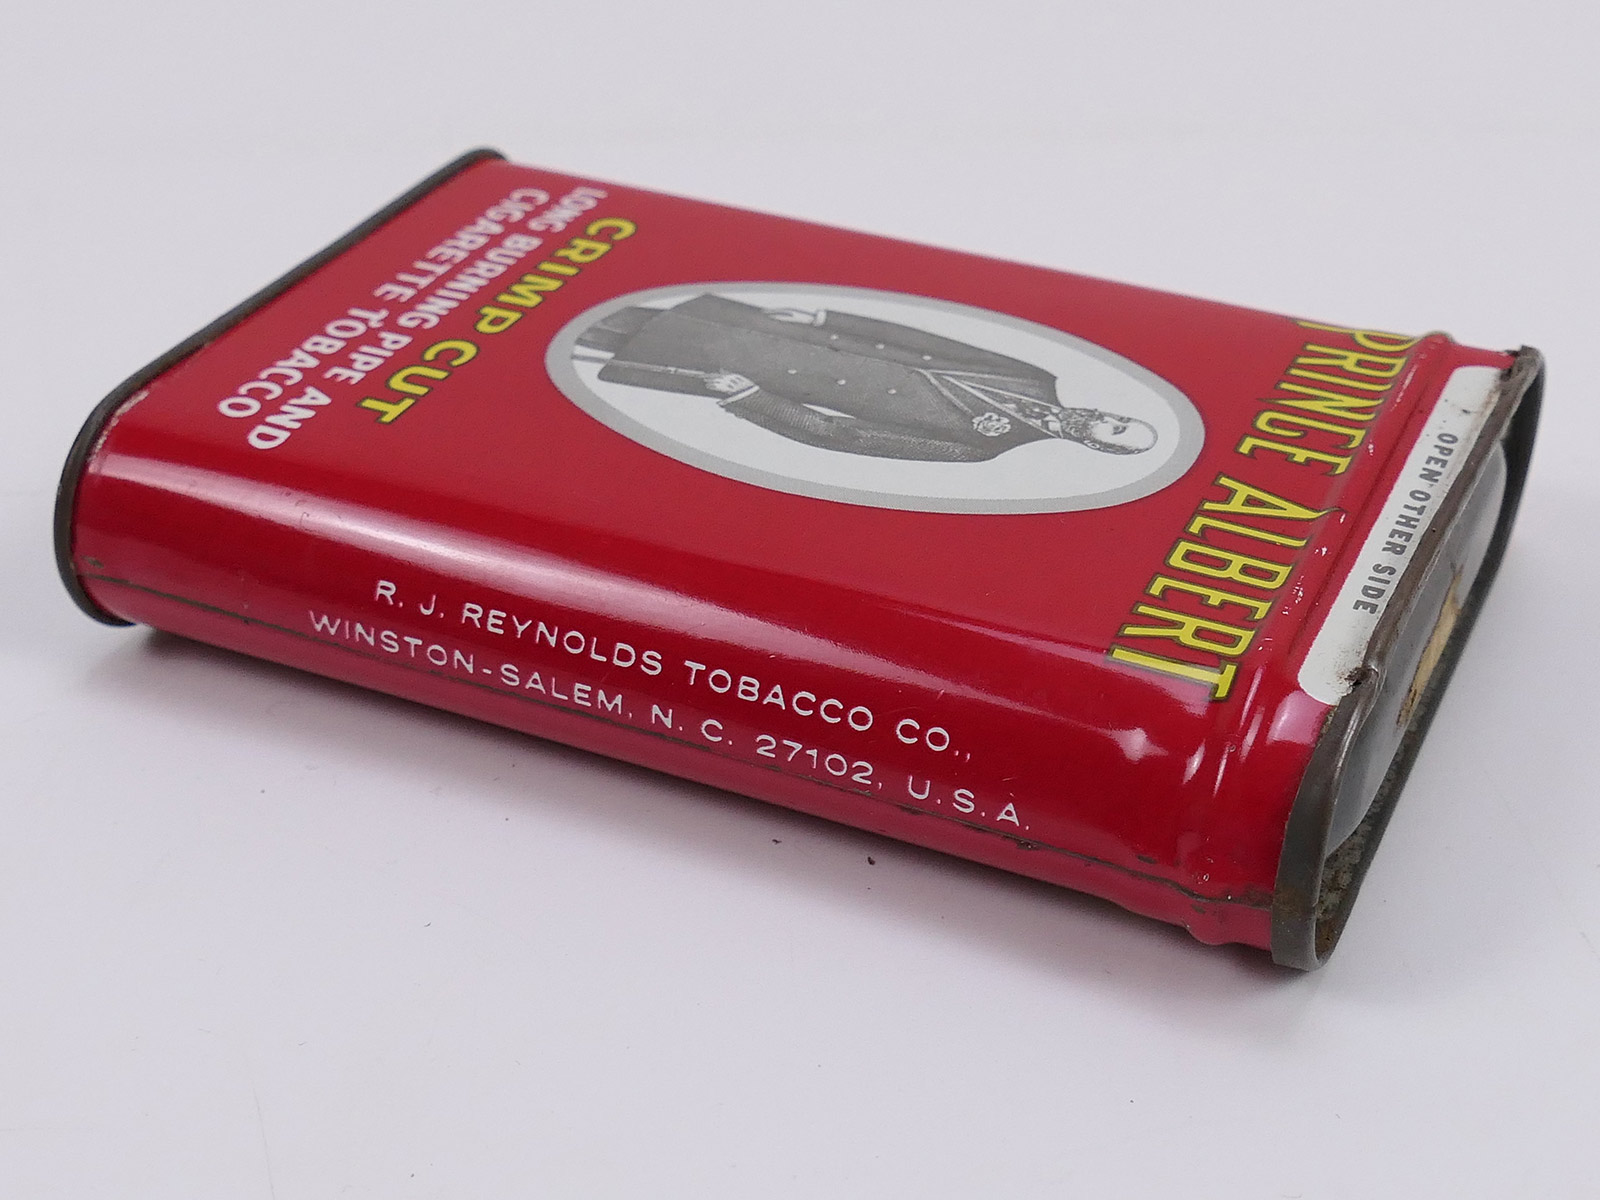 PRINCE ALBERT
CRIMP CUT
LONG BURNING PIPE AND
CIGARETTE TOBACCO
OPEN OTHER SIDE
R. J. REYNOLDS TOBACCO CO.,
WINSTON-SALEM, N. C. 27102, U.S.A.